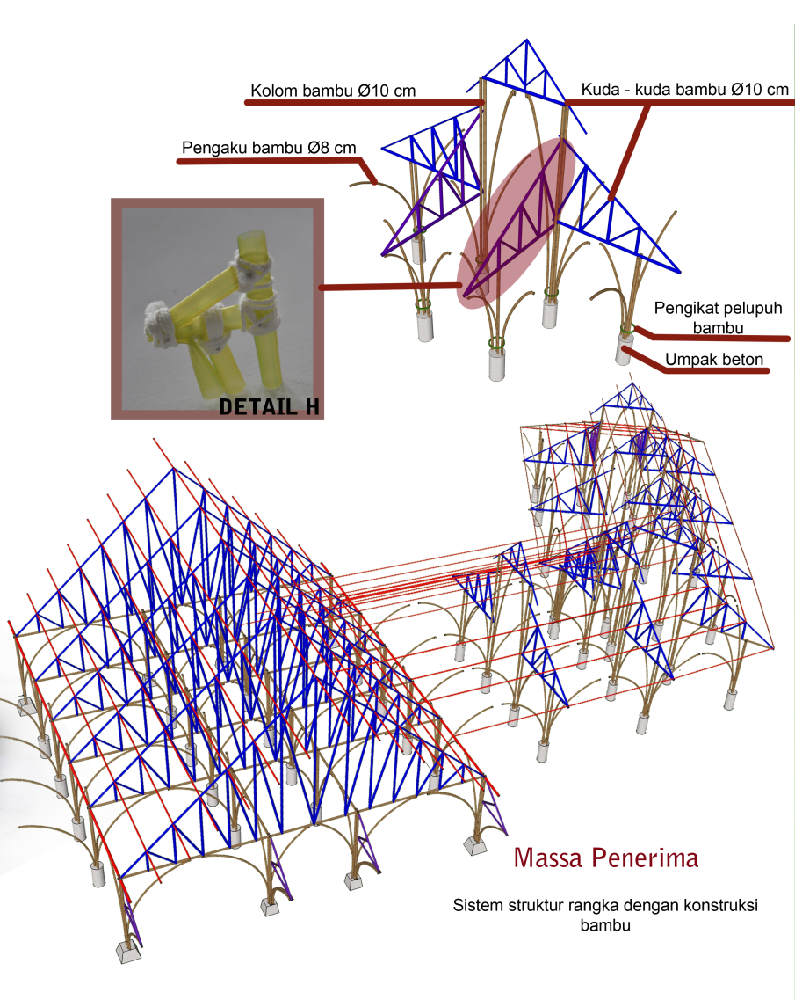 Kolom bambu Ø10 cm
Kuda - kuda bambu Ø10 cm
Pengaku bambu Ø8 cm
DETAIL H
Pengikat pelupuh
bambu
Umpak beton
Massa Penerima
Sistem struktur rangka dengan konstruksi
bambu